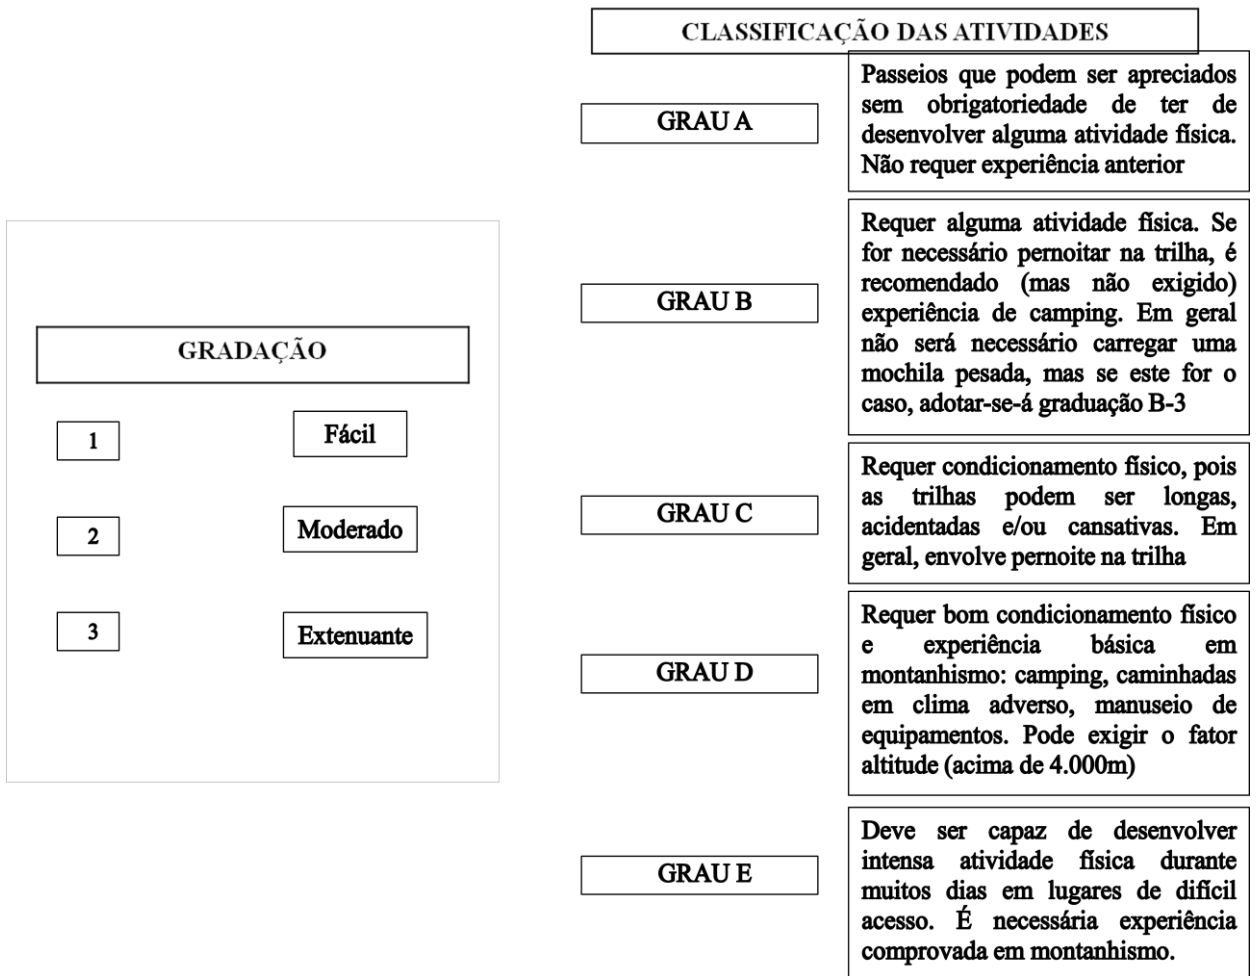 GRADAÇÃO
1 Fácil
2 Moderado
3 Extenuante
CLASSIFICAÇÃO DAS ATIVIDADES
GRAU A
Passeios que podem ser apreciados
sem obrigatoriedade de ter de
desenvolver alguma atividade física.
Não requer experiência anterior
GRAU B
Requer alguma atividade física. Se
for necessário pernoitar na trilha, é
recomendado (mas não exigido)
experiência de camping. Em geral
não será necessário carregar uma
mochila pesada, mas se este for o
caso, adotar-se-á graduação B-3
GRAU C
Requer condicionamento físico, pois
as trilhas podem ser longas,
acidentadas e/ou cansativas. Em
geral, envolve pernoite na trilha
GRAU D
Requer bom condicionamento físico
e experiência básica em
montanhismo: camping, caminhadas
em clima adverso, manuseio de
equipamentos. Pode exigir o fator
altitude (acima de 4.000m)
GRAU E
Deve ser capaz de desenvolver
intensa atividade física durante
muitos dias em lugares de difícil
acesso. É necessária experiência
comprovada em montanhismo.